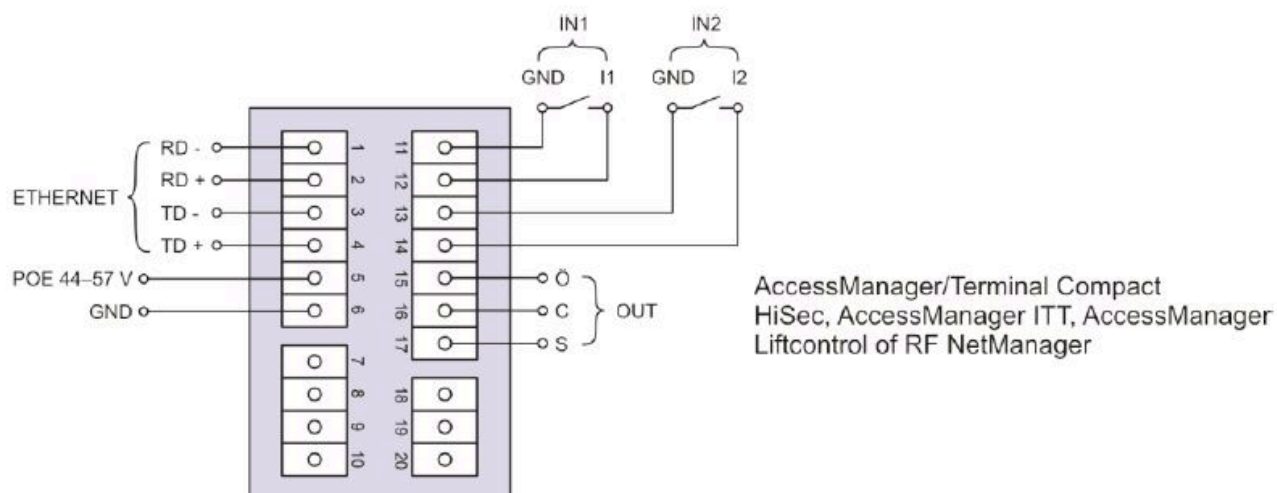 IN1
IN2
GND I1
GND I2
ETHERNET
RD -
RD +
TD -
TD +
POE 44–57 V
GND
1
2
3
4
5
6
7
8
9
10
11
12
13
14
15
16
17
18
19
20
Ö
C
S
OUT
AccessManager/Terminal Compact
HiSec, AccessManager ITT, AccessManager
Liftcontrol of RF NetManager